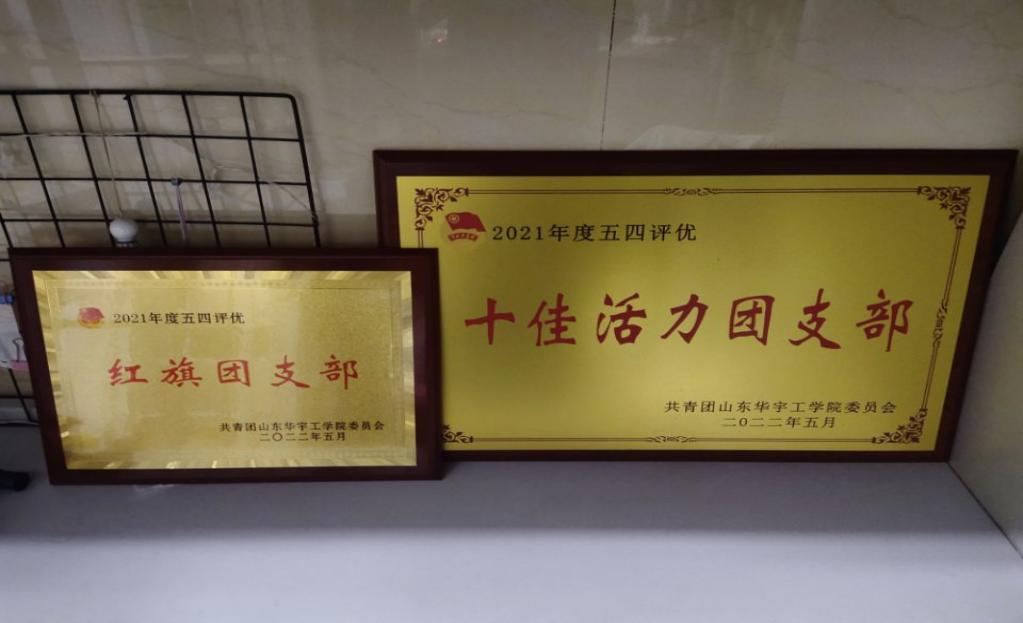 2021年度五四评优
红旗团支部
共青团山东华宇工学院委员会
二〇二二年五月
2021年度五四评优
十佳活力团支部
共青团山东华宇工学院委员会
二0二二年五月